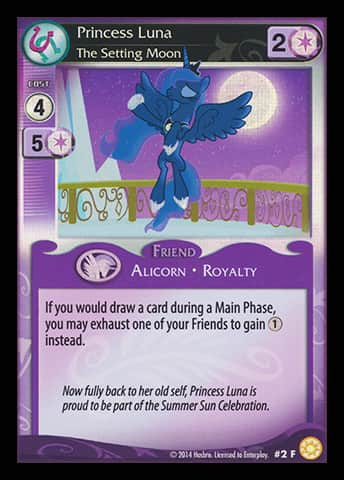 Princess Luna
The Setting Moon
2
COST
4
5
FRIEND
ALICORN • ROYALTY
If you would draw a card during a Main Phase,
you may exhaust one of your Friends to gain 1
instead.
Now fully back to her old self, Princess Luna is
proud to be part of the Summer Sun Celebration.
© 2014 Hasbro. Licensed to Enterplay. #2 F